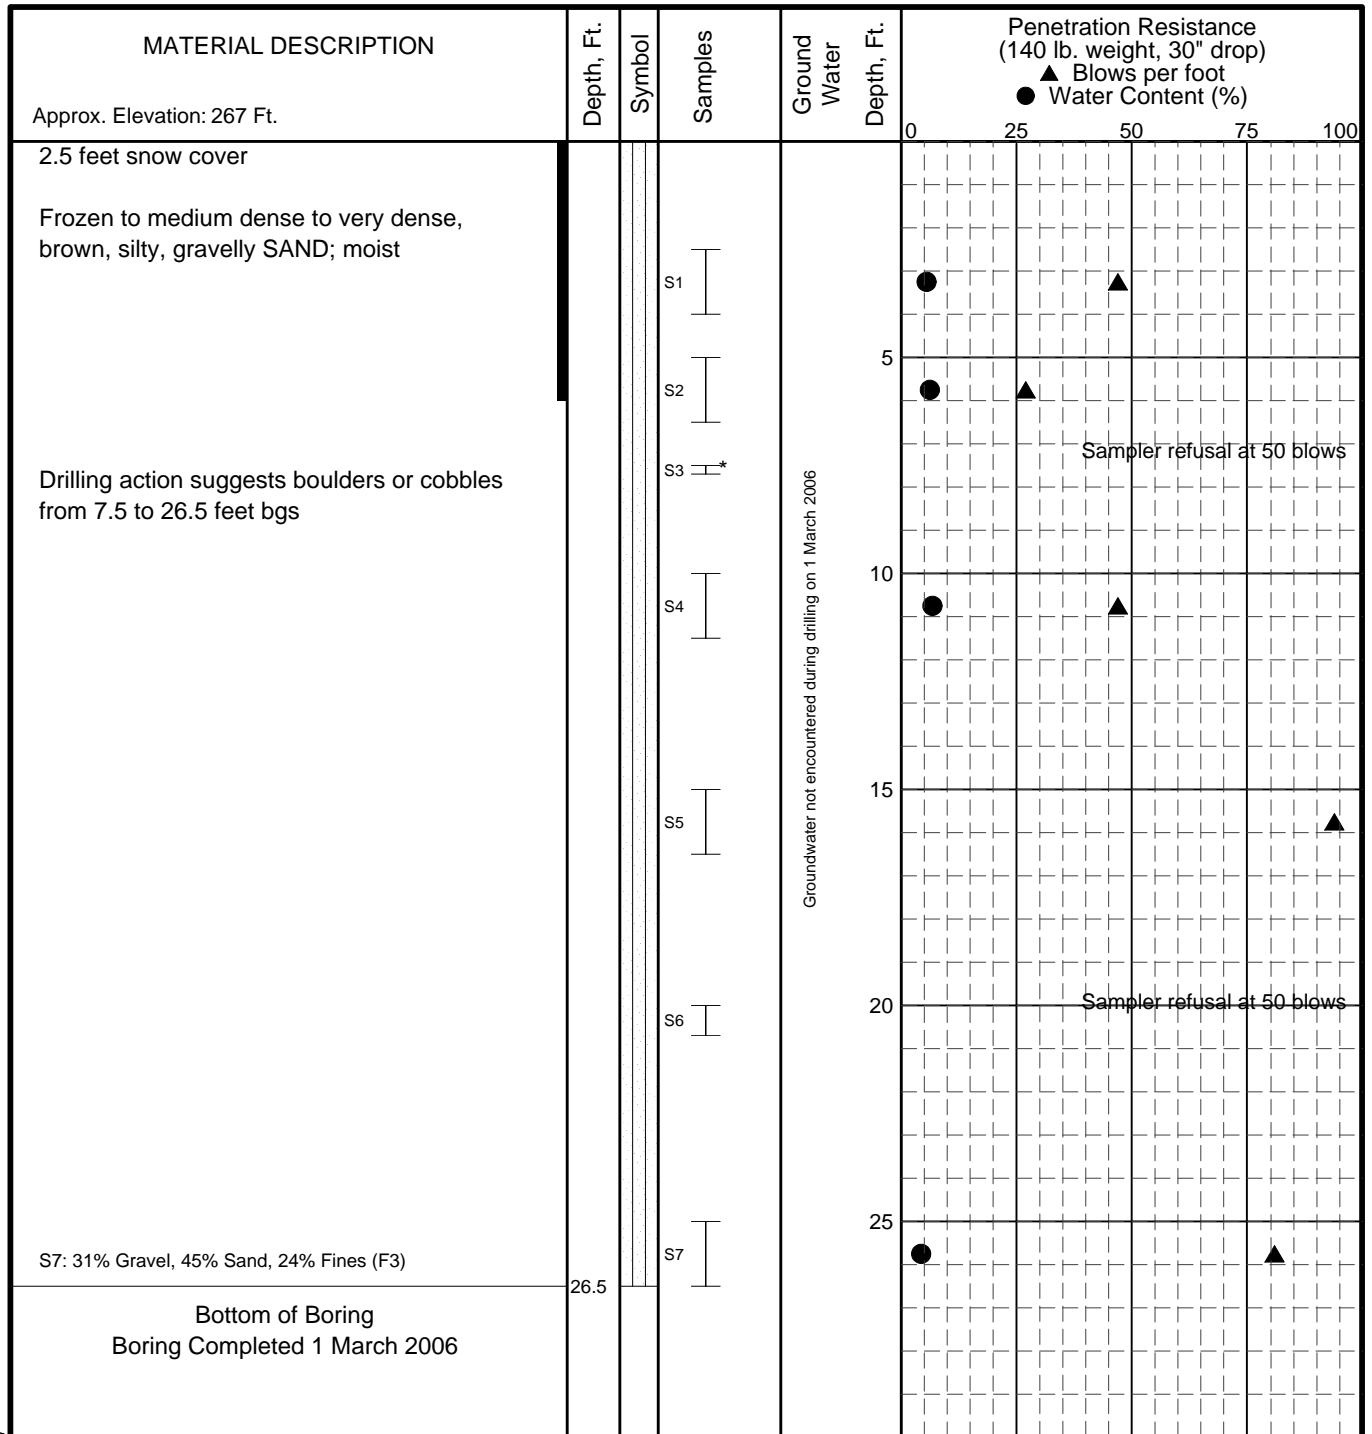 MATERIAL DESCRIPTION
Approx. Elevation: 267 Ft.
Depth, Ft.
Symbol
Samples
Ground
Water
Depth, Ft.
Penetration Resistance
(140 lb. weight, 30" drop)
▲ Blows per foot
● Water Content (%)
0 25 50 75 100
2.5 feet snow cover
Frozen to medium dense to very dense,
brown, silty, gravelly SAND; moist
S1
5
S2
Sampler refusal at 50 blows
S3 *
Drilling action suggests boulders or cobbles
from 7.5 to 26.5 feet bgs
Groundwater not encountered during drilling on 1 March 2006
10
S4
15
S5
20
Sampler refusal at 50 blows
S6
25
S7: 31% Gravel, 45% Sand, 24% Fines (F3)
S7
26.5
Bottom of Boring
Boring Completed 1 March 2006